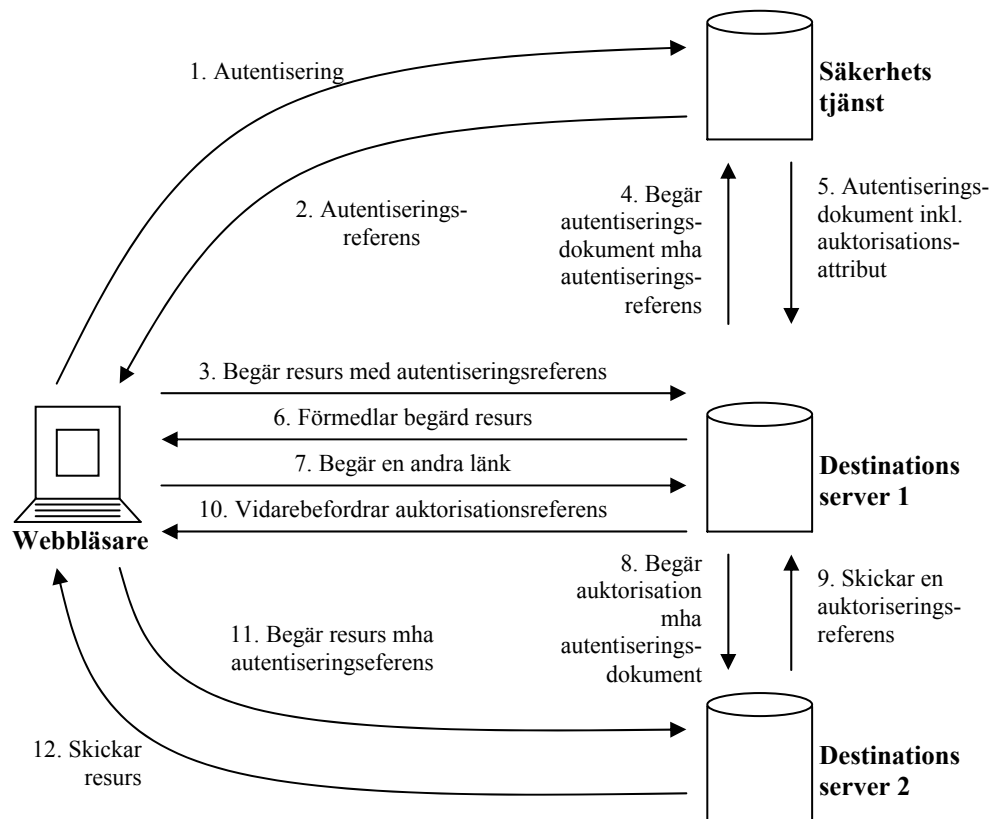 1. Autentisering
Säkerhets
tjänst
2. Autentiserings-
referens
4. Begär
autentiserings-
dokument mha
autentiserings-
referens
5. Autentiserings-
dokument inkl.
auktorisations-
attribut
3. Begär resurs med autentiseringsreferens
6. Förmedlar begärd resurs
7. Begär en andra länk
10. Vidarebefordrar auktorisationsreferens
Webbläsare
Destinations
server 1
8. Begär
auktorisation
mha
autentiserings-
dokument
9. Skickar en
auktoriserings-
referens
11. Begär resurs mha
autentiseringseferens
12. Skickar
resurs
Destinations
server 2